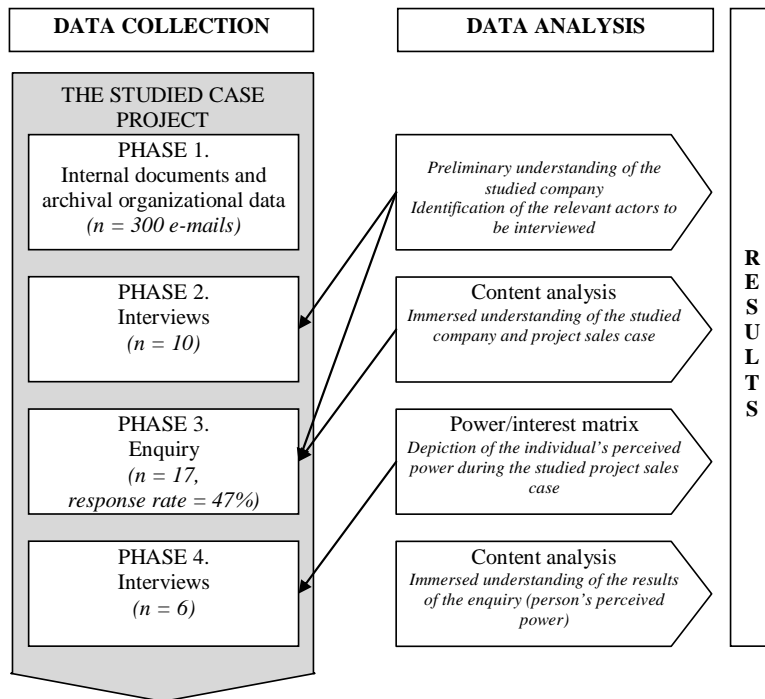 DATA COLLECTION
DATA ANALYSIS
THE STUDIED CASE
PROJECT
PHASE 1.
Internal documents and
archival organizational data
(n = 300 e-mails)
Preliminary understanding of the
studied company
Identification of the relevant actors to
be interviewed
PHASE 2.
Interviews
(n = 10)
Content analysis
Immersed understanding of the studied
company and project sales case
PHASE 3.
Enquiry
(n = 17,
response rate = 47%)
Power/interest matrix
Depiction of the individual’s perceived
power during the studied project sales
case
PHASE 4.
Interviews
(n = 6)
Content analysis
Immersed understanding of the results
of the enquiry (person’s perceived
power)
R
E
S
U
L
T
S